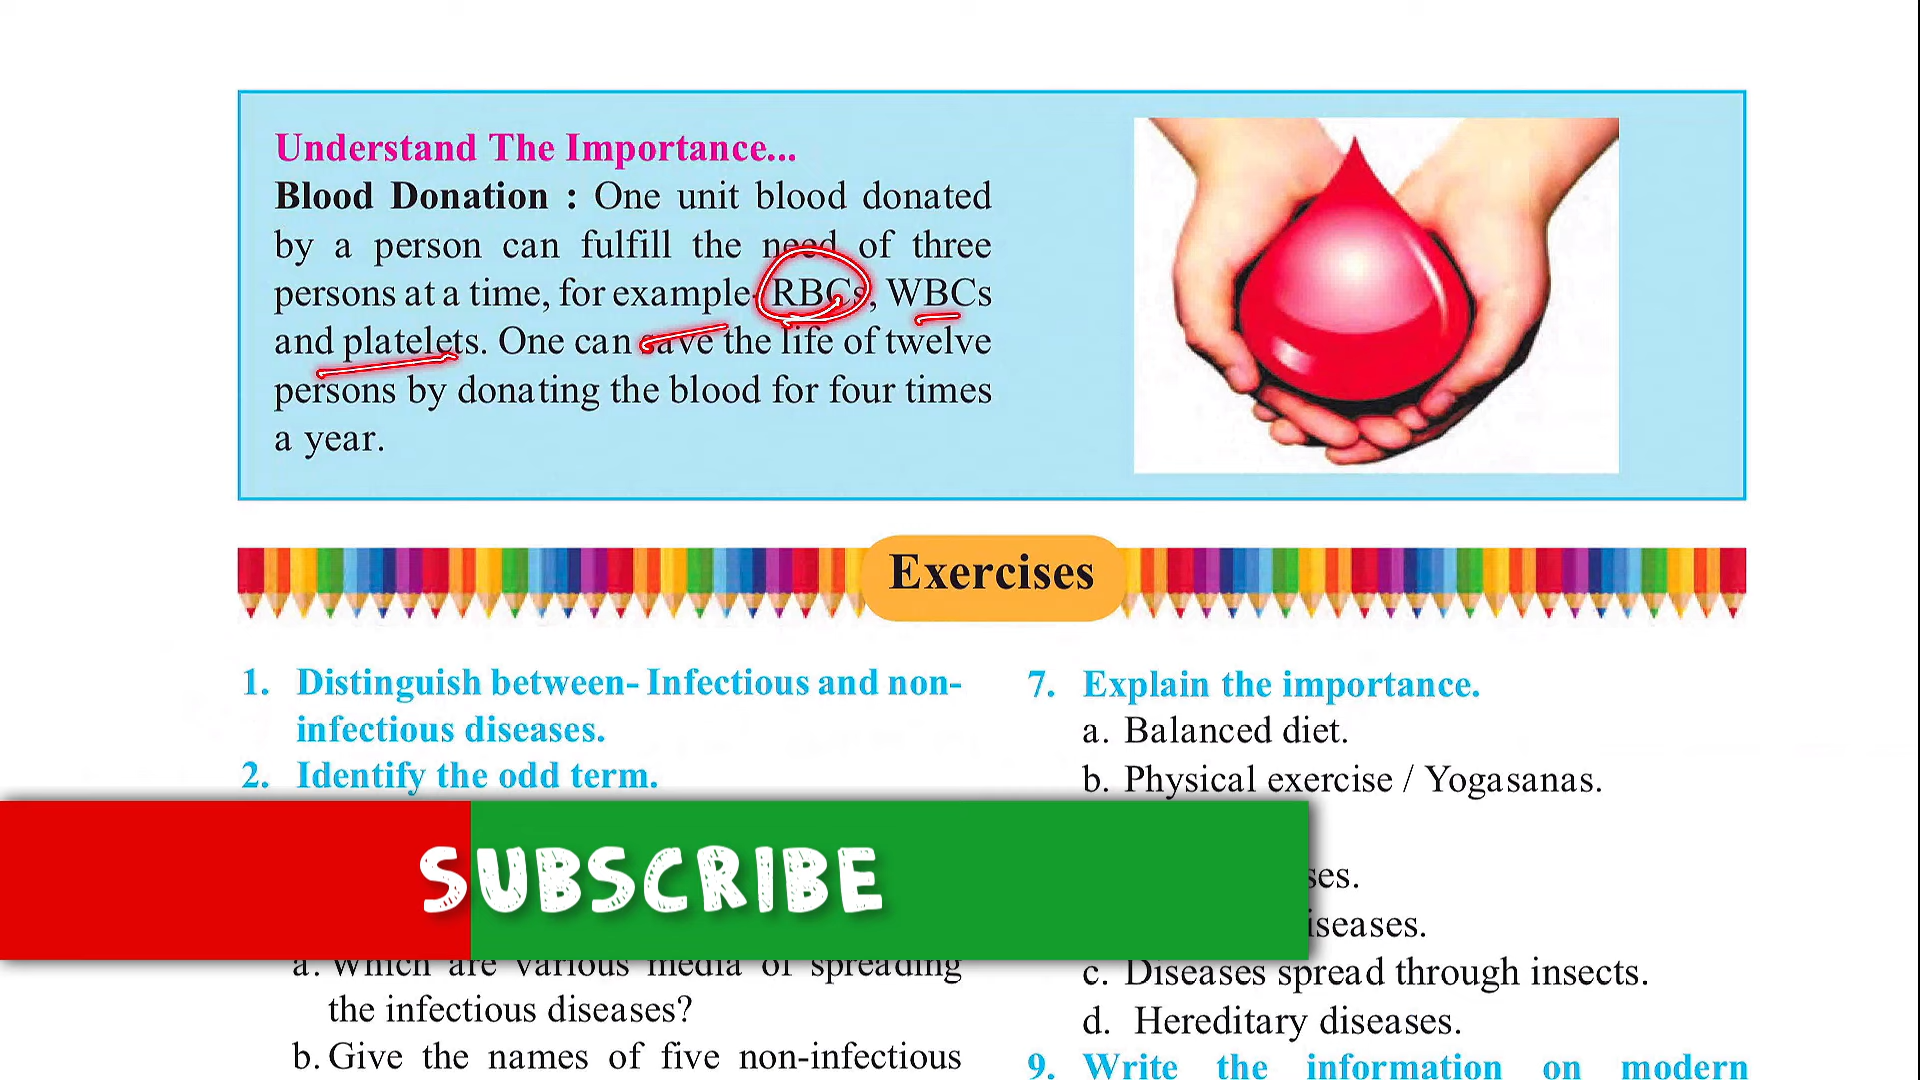 Understand The Importance...
Blood Donation : One unit blood donated
by a person can fulfill the need of three
persons at a time, for example RBCs, WBCs
and platelets. One can save the life of twelve
persons by donating the blood for four times
a year.
Exercises
1. Distinguish between- Infectious and non-
infectious diseases.
2. Identify the odd term.
SUBSCRIBE
a. Which are various media of spreading
the infectious diseases?
b. Give the names of five non-infectious
7. Explain the importance.
a. Balanced diet.
b. Physical exercise / Yogasanas.
c. Diseases spread through insects.
d. Hereditary diseases.
9. Write the information on modern